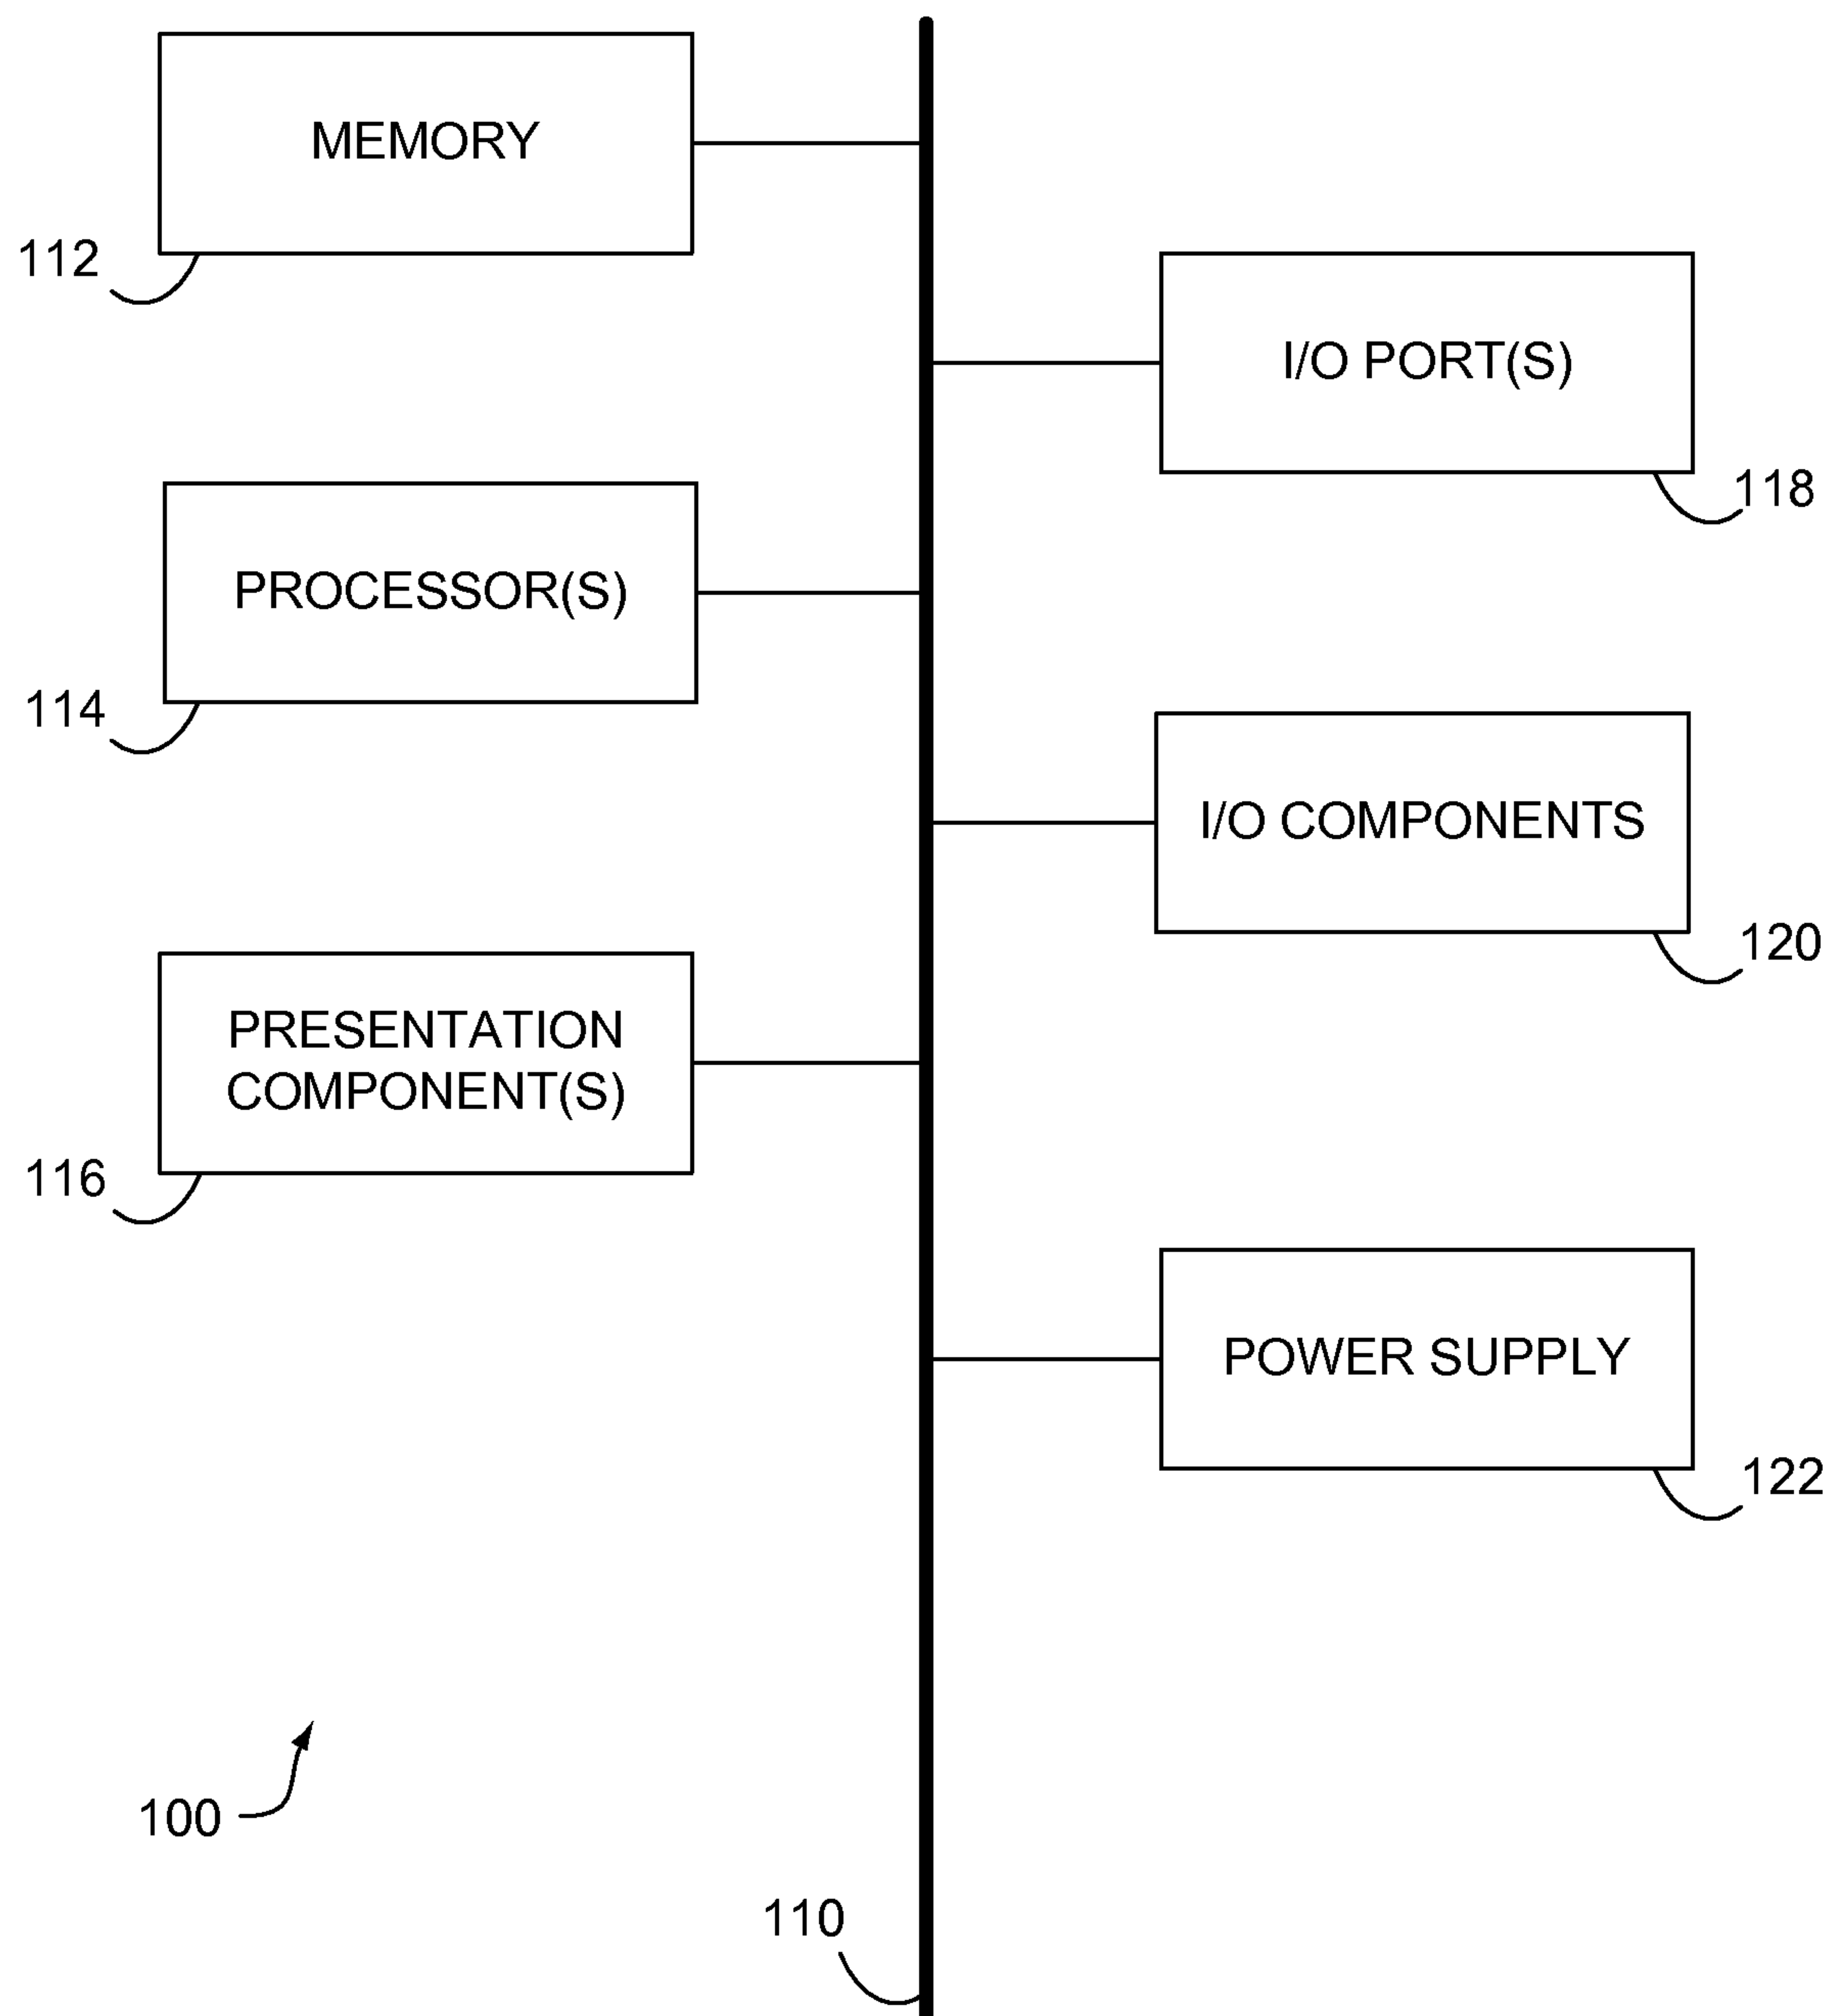 MEMORY
112
I/O PORT(S)
118
PROCESSOR(S)
114
I/O COMPONENTS
120
PRESENTATION
COMPONENT(S)
116
POWER SUPPLY
122
100
110